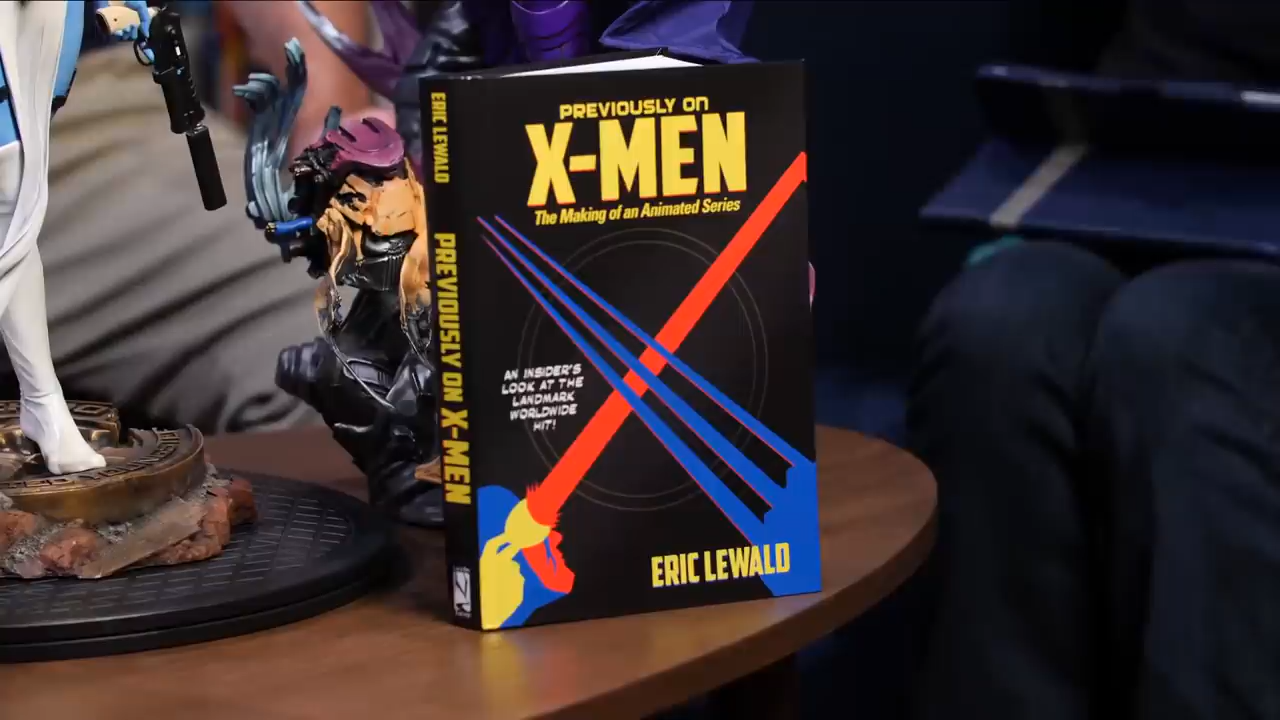 PREVIOUSLY ON
X-MEN
The Making of an Animated Series
AN INSIDER'S
LOOK AT THE
LANDMARK
WORLDWIDE
HIT!
ERIC LEWALD
ERIC LEWALD
PREVIOUSLY ON X-MEN